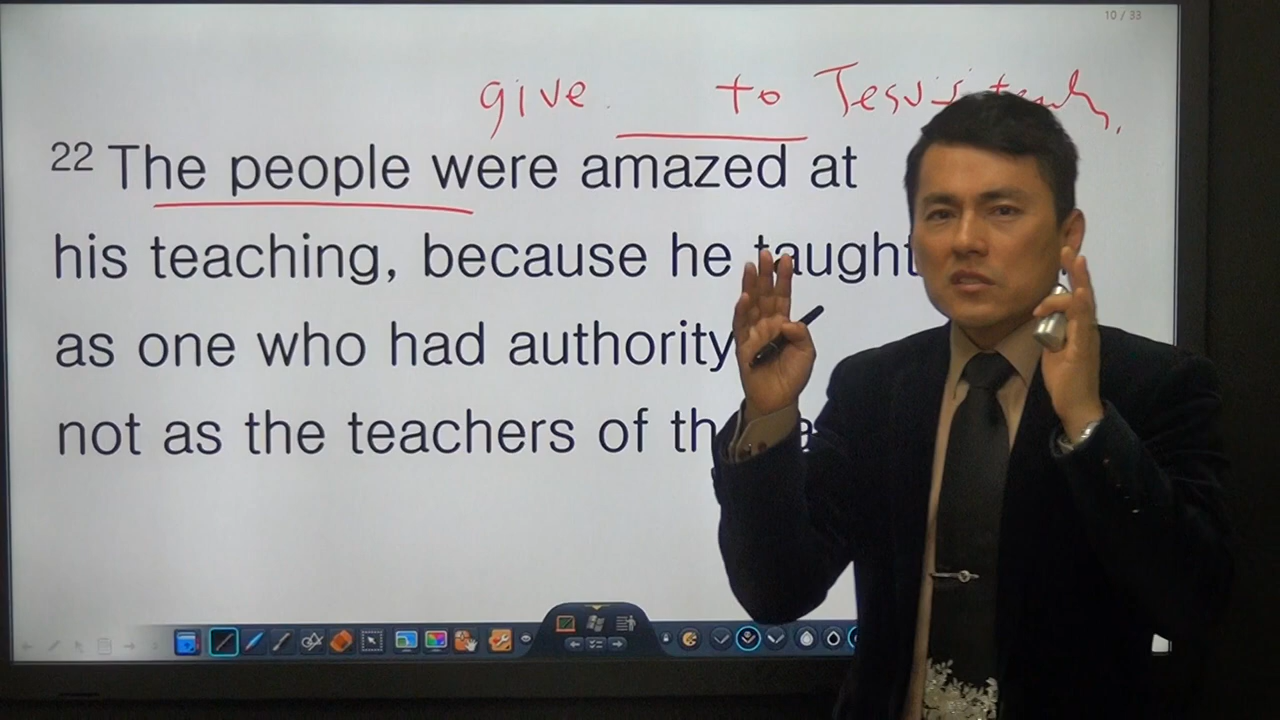 10 / 33
give to Jesus's
22 The people were amazed at
his teaching, because he taught
as one who had authority
not as the teachers of th